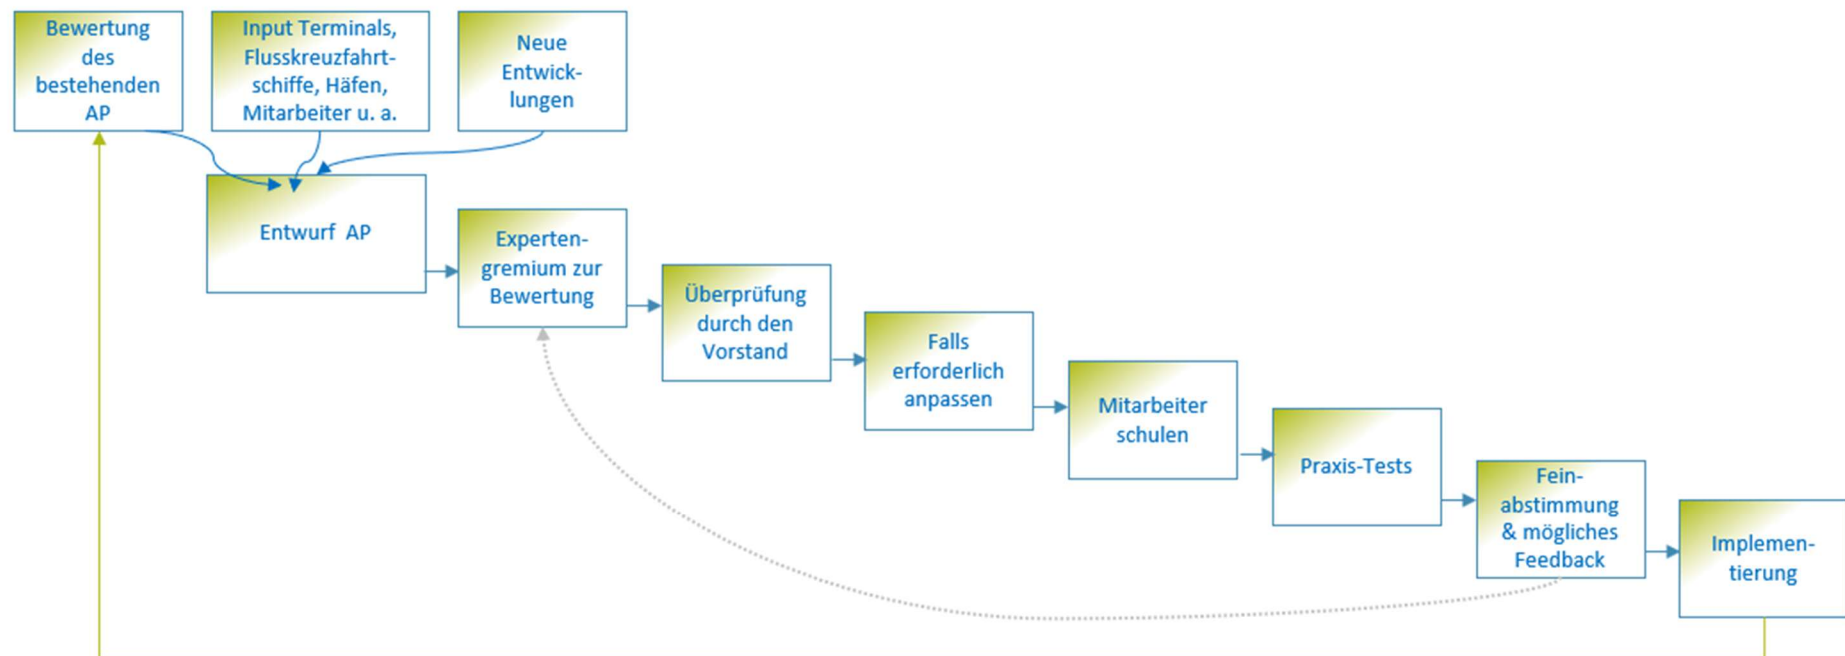 Bewertung
des
bestehenden
AP
Input Terminals,
Flusskreuzfahrt-
schiffe, Häfen,
Mitarbeiter u. a.
Neue
Entwick-
lungen
Entwurf AP
Experten-
gremium zur
Bewertung
Überprüfung
durch den
Vorstand
Falls
erforderlich
anpassen
Mitarbeiter
schulen
Praxis-Tests
Fein-
abstimmung
& mögliches
Feedback
Implemen-
tierung